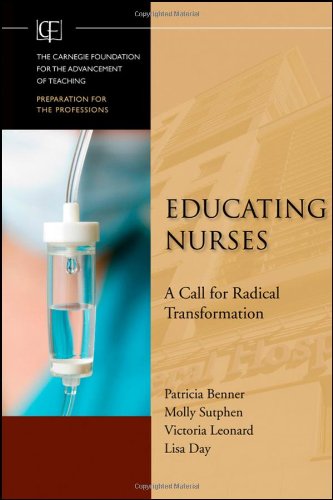 CF
THE CARNEGIE FOUNDATION
FOR THE ADVANCEMENT
OF TEACHING
PREPARATION FOR
THE PROFESSIONS
EDUCATING
NURSES
A Call for Radical
Transformation
Patricia Benner
Molly Sutphen
Victoria Leonard
Lisa Day